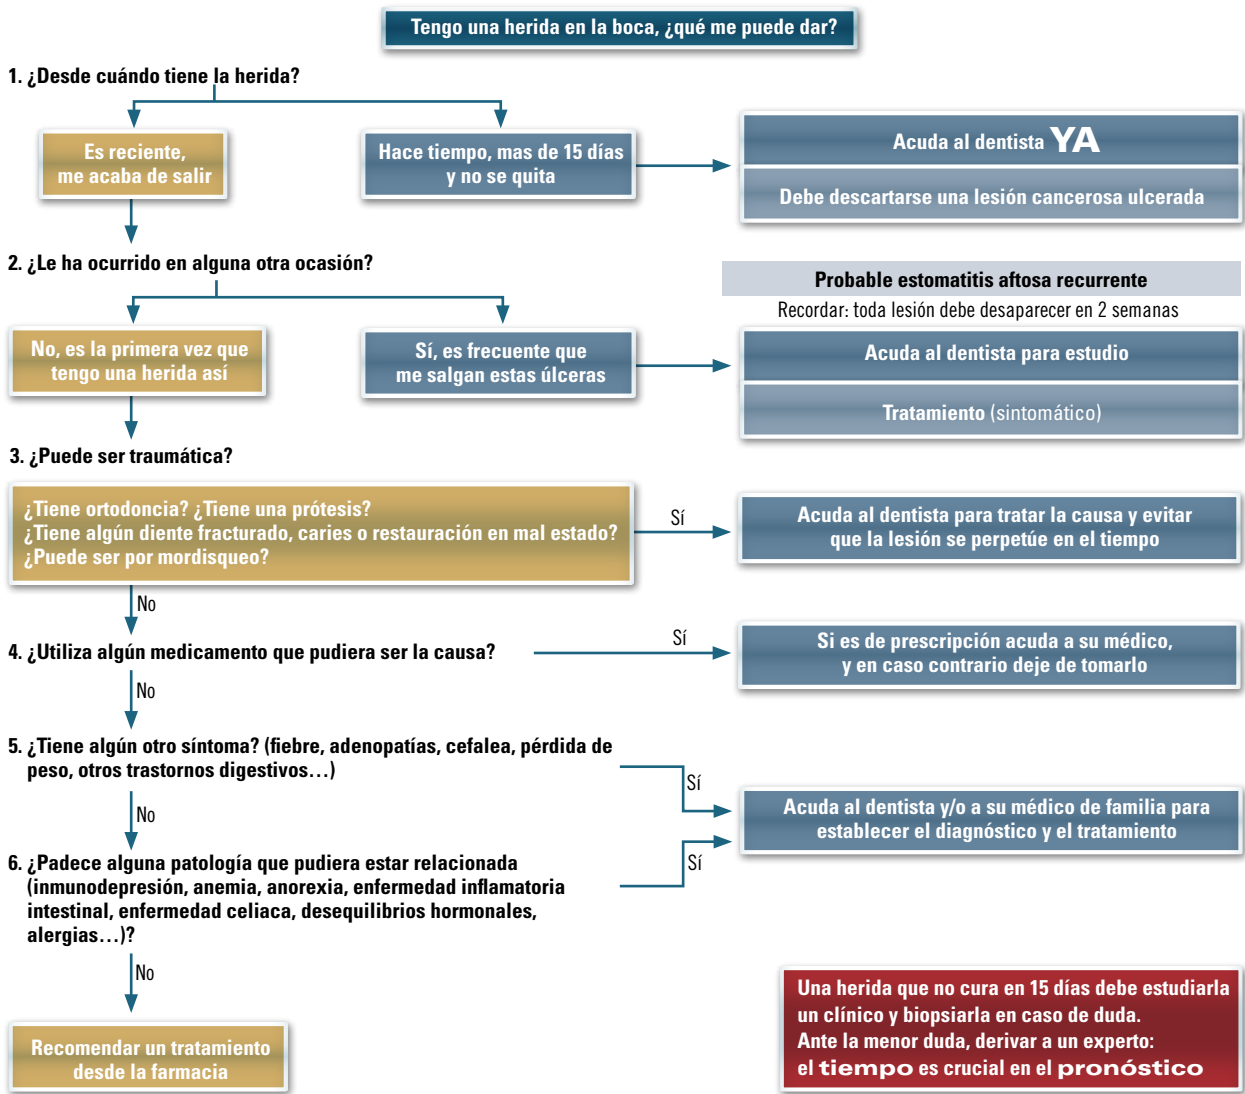 Tengo una herida en la boca, ¿qué me puede dar?
1. ¿Desde cuándo tiene la herida?
Es reciente,
me acaba de salir
Hace tiempo, mas de 15 días
y no se quita
Acuda al dentista YA
Debe descartarse una lesión cancerosa ulcerada
2. ¿Le ha ocurrido en alguna otra ocasión?
No, es la primera vez que
tengo una herida así
Sí, es frecuente que
me salgan estas úlceras
Probable estomatitis aftosa recurrente
Recordar: toda lesión debe desaparecer en 2 semanas
Acuda al dentista para estudio
Tratamiento (sintomático)
3. ¿Puede ser traumática?
¿Tiene ortodoncia? ¿Tiene una prótesis?
¿Tiene algún diente fracturado, caries o restauración en mal estado?
¿Puede ser por mordisqueo?
Sí
Acuda al dentista para tratar la causa y evitar
que la lesión se perpetúe en el tiempo
No
4. ¿Utiliza algún medicamento que pudiera ser la causa?
Sí
Si es de prescripción acuda a su médico,
y en caso contrario deje de tomarlo
No
5. ¿Tiene algún otro síntoma? (fiebre, adenopatías, cefalea, pérdida de
peso, otros trastornos digestivos…)
Sí
No
Acuda al dentista y/o a su médico de familia para
establecer el diagnóstico y el tratamiento
6. ¿Padece alguna patología que pudiera estar relacionada
(inmunodepresión, anemia, anorexia, enfermedad inflamatoria
intestinal, enfermedad celiaca, desequilibrios hormonales,
alergias…)?
Sí
No
Recomendar un tratamiento
desde la farmacia
Una herida que no cura en 15 días debe estudiarla
un clínico y biopsiarla en caso de duda.
Ante la menor duda, derivar a un experto:
el tiempo es crucial en el pronóstico